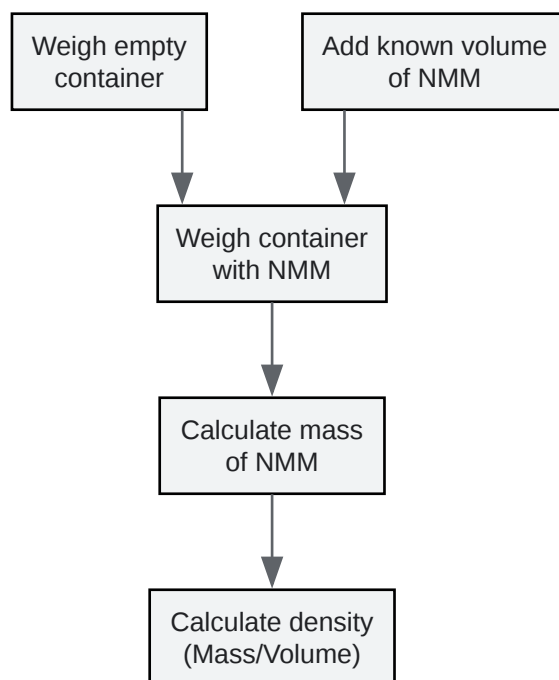 Weigh empty
container
Add known volume
of NMM
Weigh container
with NMM
Calculate mass
of NMM
Calculate density
(Mass/Volume)